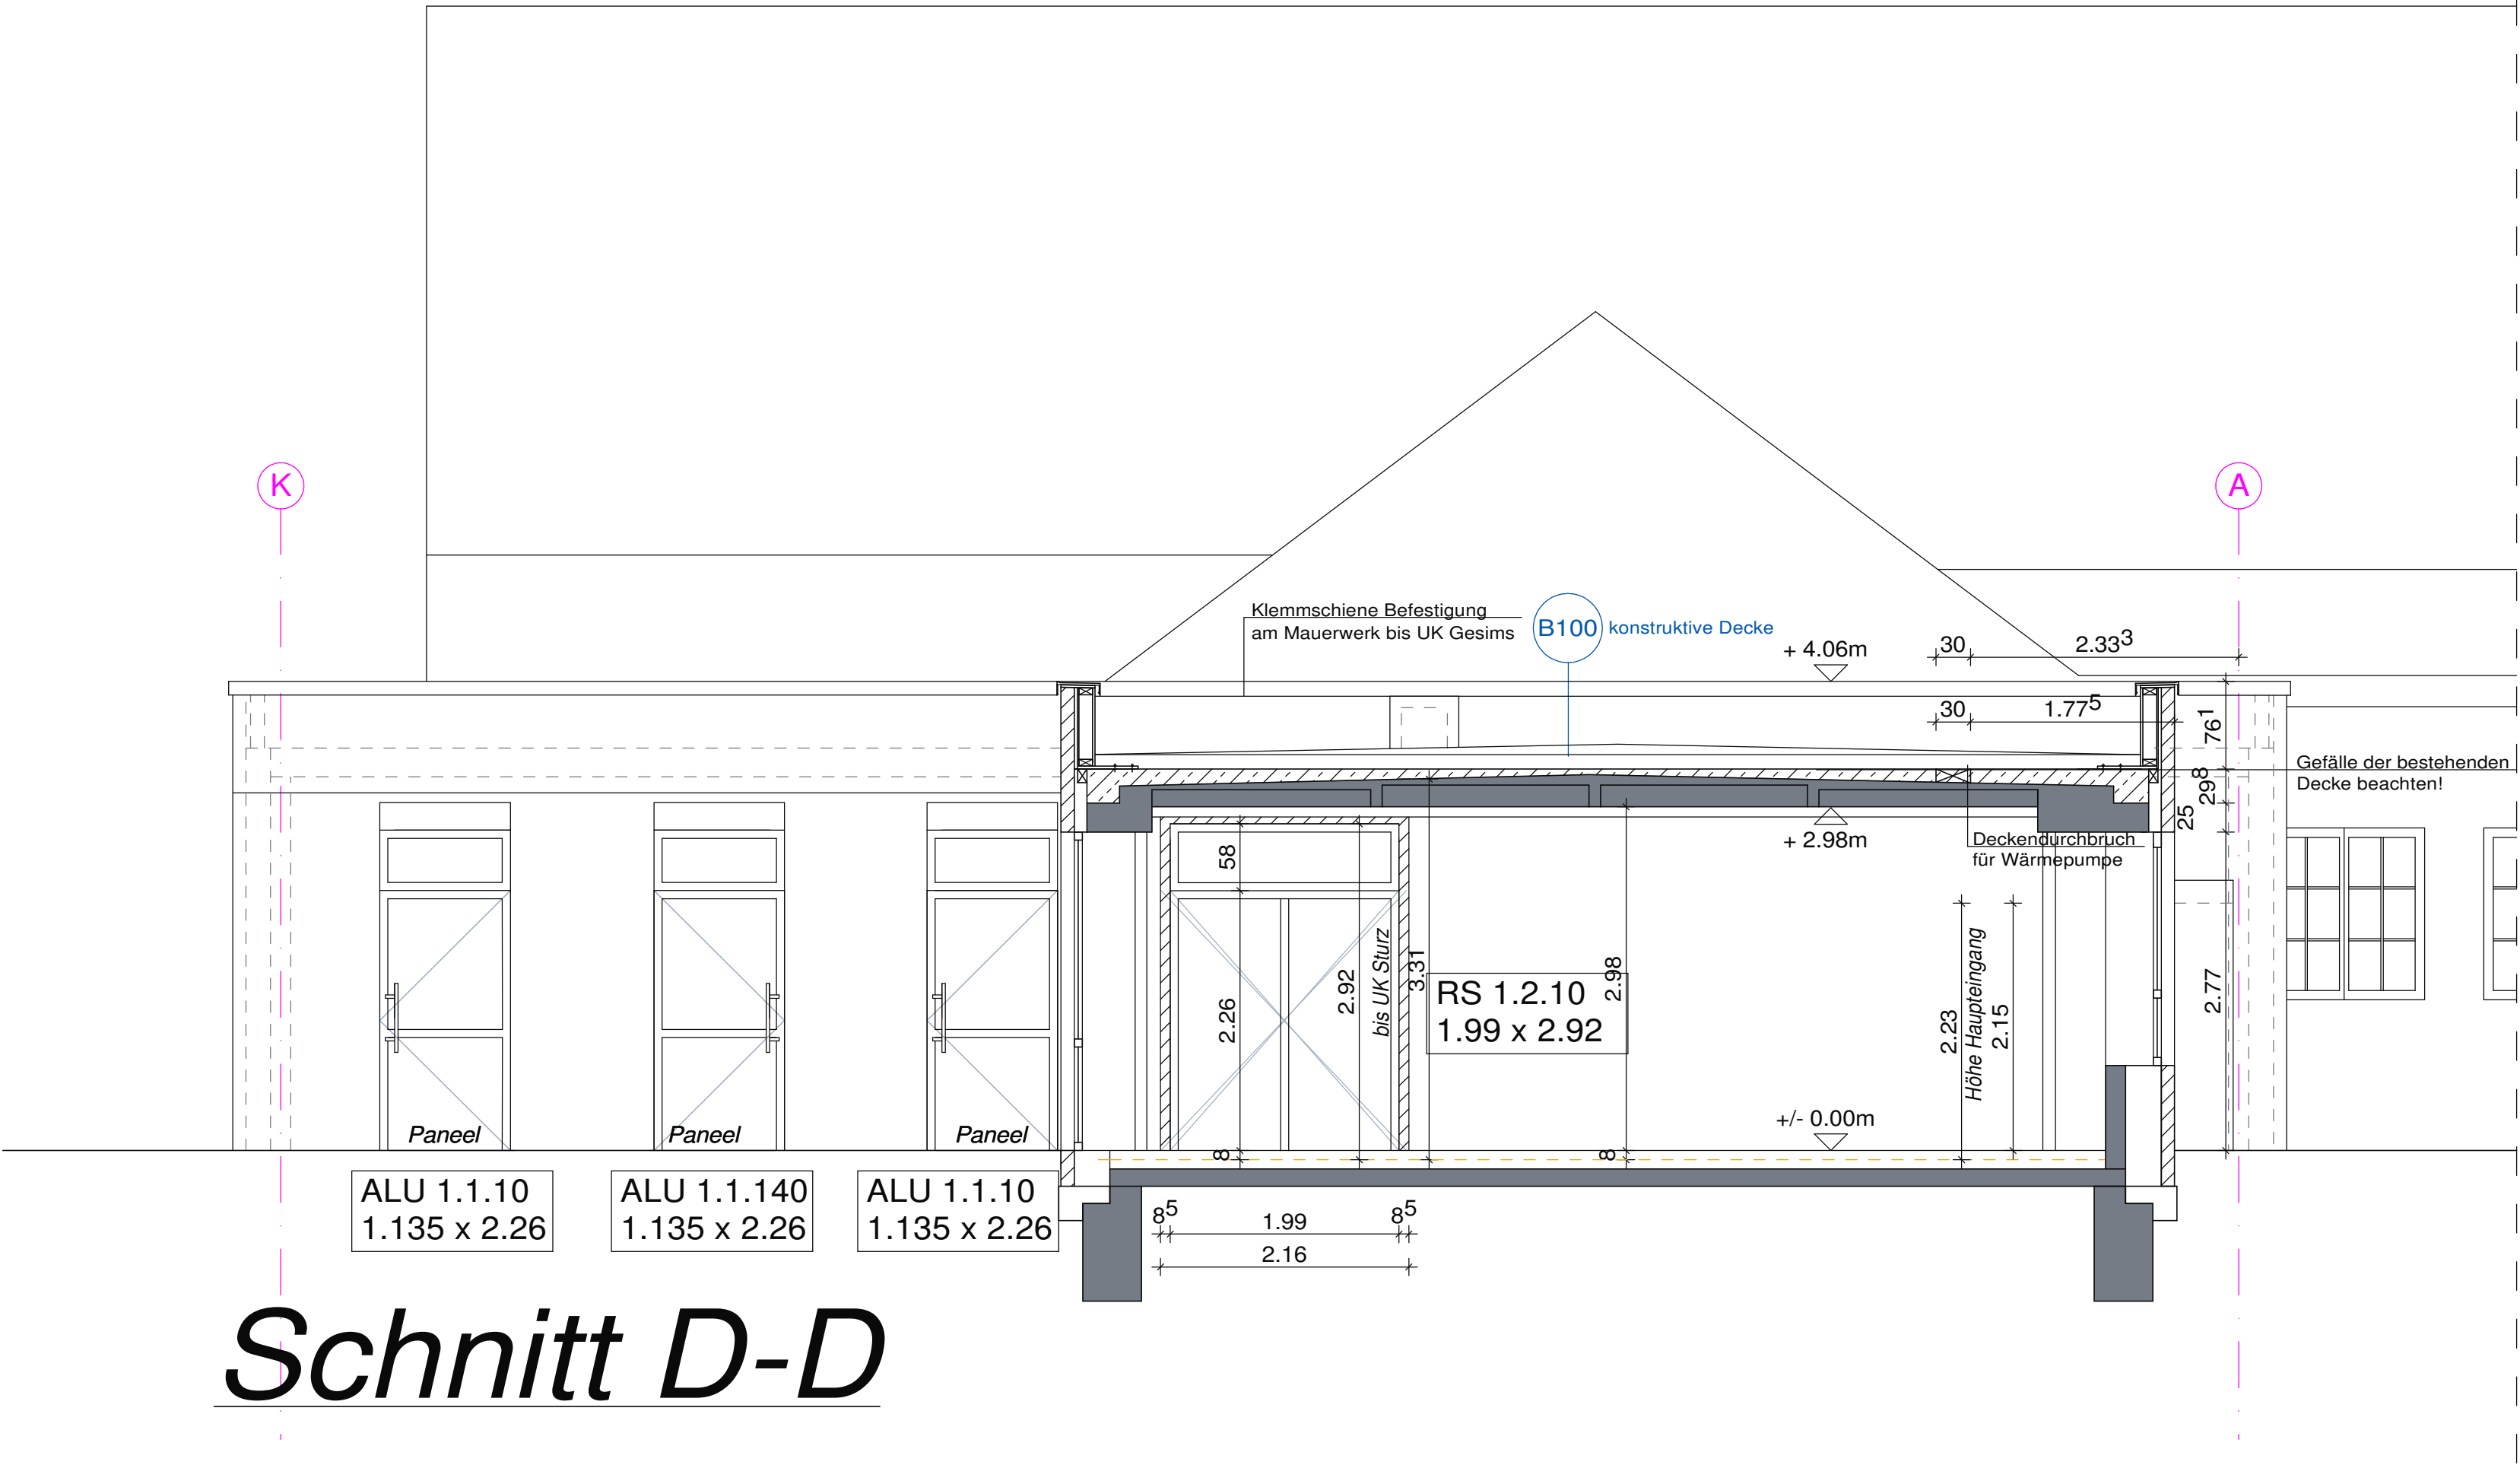 K
A
Klemmschiene Befestigung
am Mauerwerk bis UK Gesims
B100
konstruktive Decke
+ 4.06m
30
2.33³
30
1.77⁵
76¹
Gefälle der bestehenden
Decke beachten!
29⁸
25
+ 2.98m
Deckendurchbruch
für Wärmepumpe
58
2.26
2.92
bis UK Sturz
3.31
RS 1.2.10
1.99 x 2.92
2.98
2.23
Höhe Haupteingang
2.15
2.77
+/- 0.00m
Paneel
Paneel
Paneel
8
8
ALU 1.1.10
1.135 x 2.26
ALU 1.1.140
1.135 x 2.26
ALU 1.1.10
1.135 x 2.26
8⁵
1.99
8⁵
2.16
Schnitt D-D